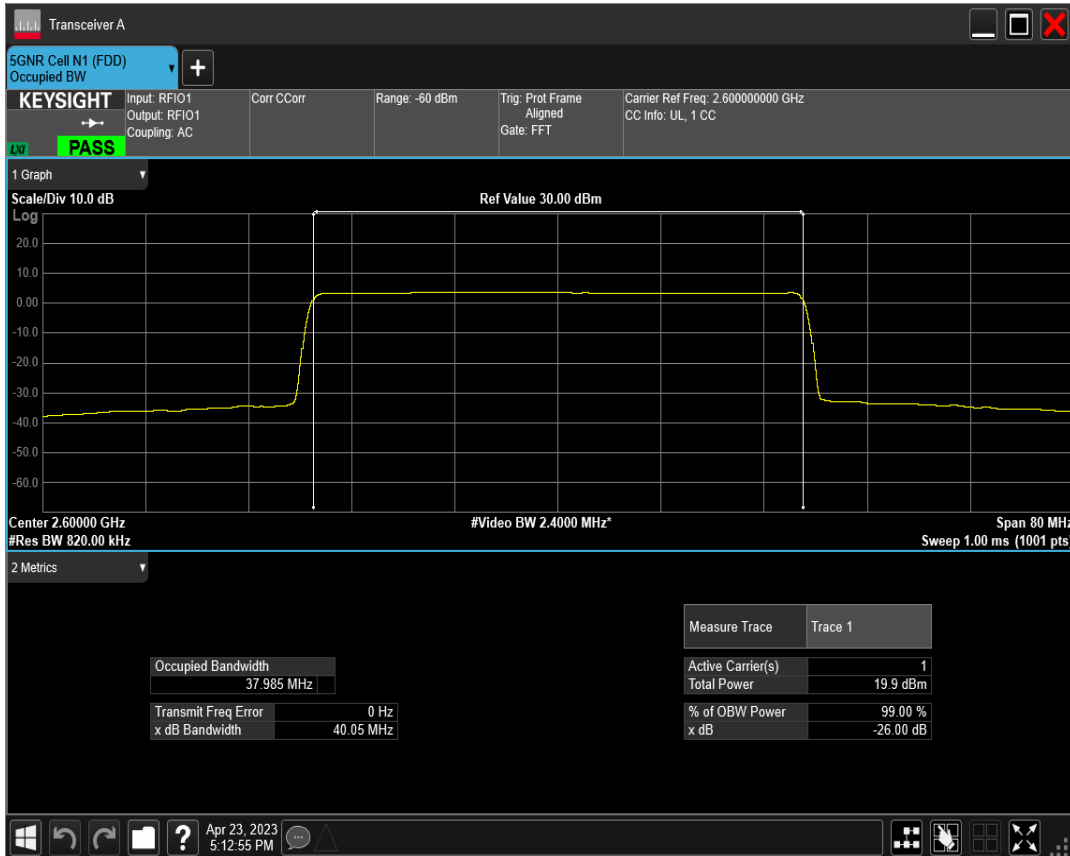 Transceiver A
5GNR Cell N1 (FDD)
Occupied BW
+
KEYSIGHT
LXI
PASS
Input: RFIO1
Output: RFIO1
Coupling: AC
Corr CCorr
Range: -60 dBm
Trig: Prot Frame
Aligned
Gate: FFT
Carrier Ref Freq: 2.600000000 GHz
CC Info: UL, 1 CC
1 Graph
Scale/Div 10.0 dB
Ref Value 30.00 dBm
Log
20.0
10.0
0.00
-10.0
-20.0
-30.0
-40.0
-50.0
-60.0
Center 2.60000 GHz
#Video BW 2.4000 MHz*
Span 80 MHz
#Res BW 820.00 kHz
Sweep 1.00 ms (1001 pts)
2 Metrics
Measure Trace Trace 1
Occupied Bandwidth
37.985 MHz
Transmit Freq Error 0 Hz
x dB Bandwidth 40.05 MHz
Active Carrier(s) 1
Total Power 19.9 dBm
% of OBW Power 99.00 %
x dB -26.00 dB
?
Apr 23, 2023
5:12:55 PM